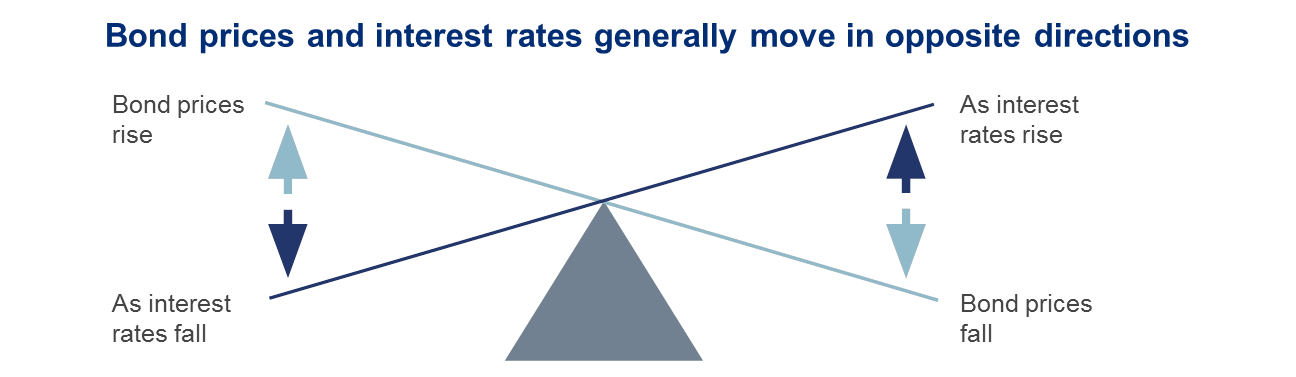 Bond prices and interest rates generally move in opposite directions
Bond prices
rise
As interest
rates rise
As interest
rates fall
Bond prices
fall